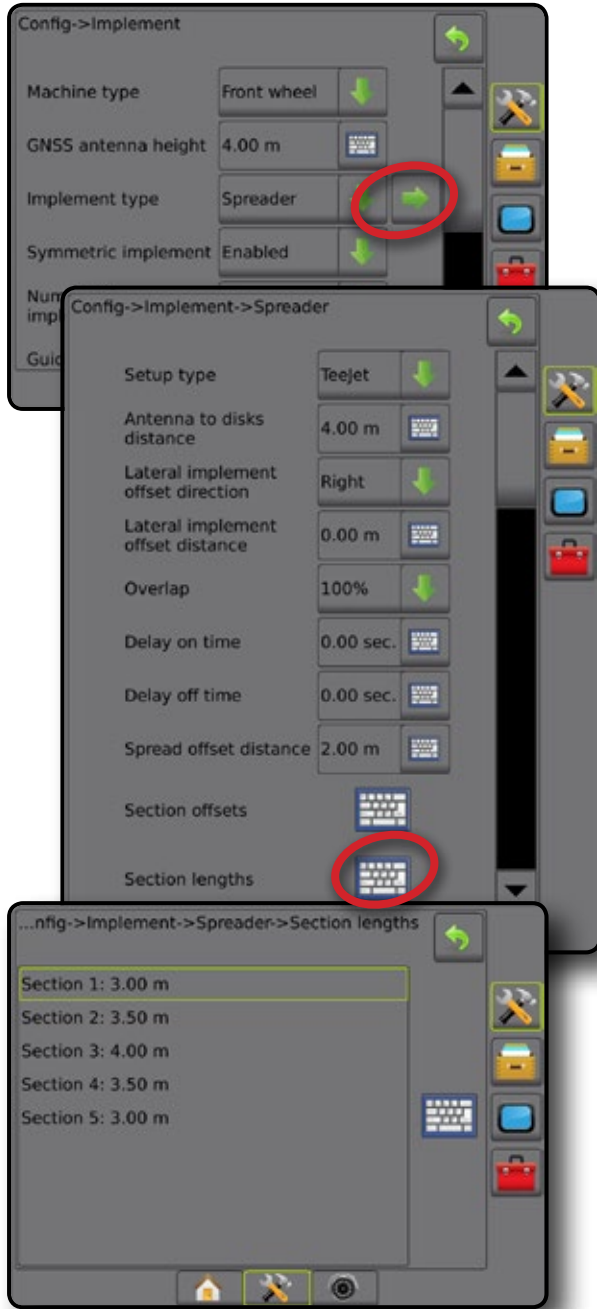 Config->Implement
Machine type Front wheel
GNSS antenna height 4.00 m
Implement type Spreader
Symmetric implement Enabled
Num
impl
Guid
Config->Implement->Spreader
Setup type TeeJet
Antenna to disks
distance 4.00 m
Lateral implement
offset direction Right
Lateral implement
offset distance 0.00 m
Overlap 100%
Delay on time 0.00 sec.
Delay off time 0.00 sec.
Spread offset distance 2.00 m
Section offsets
Section lengths
...nfig->Implement->Spreader->Section lengths
Section 1: 3.00 m
Section 2: 3.50 m
Section 3: 4.00 m
Section 4: 3.50 m
Section 5: 3.00 m